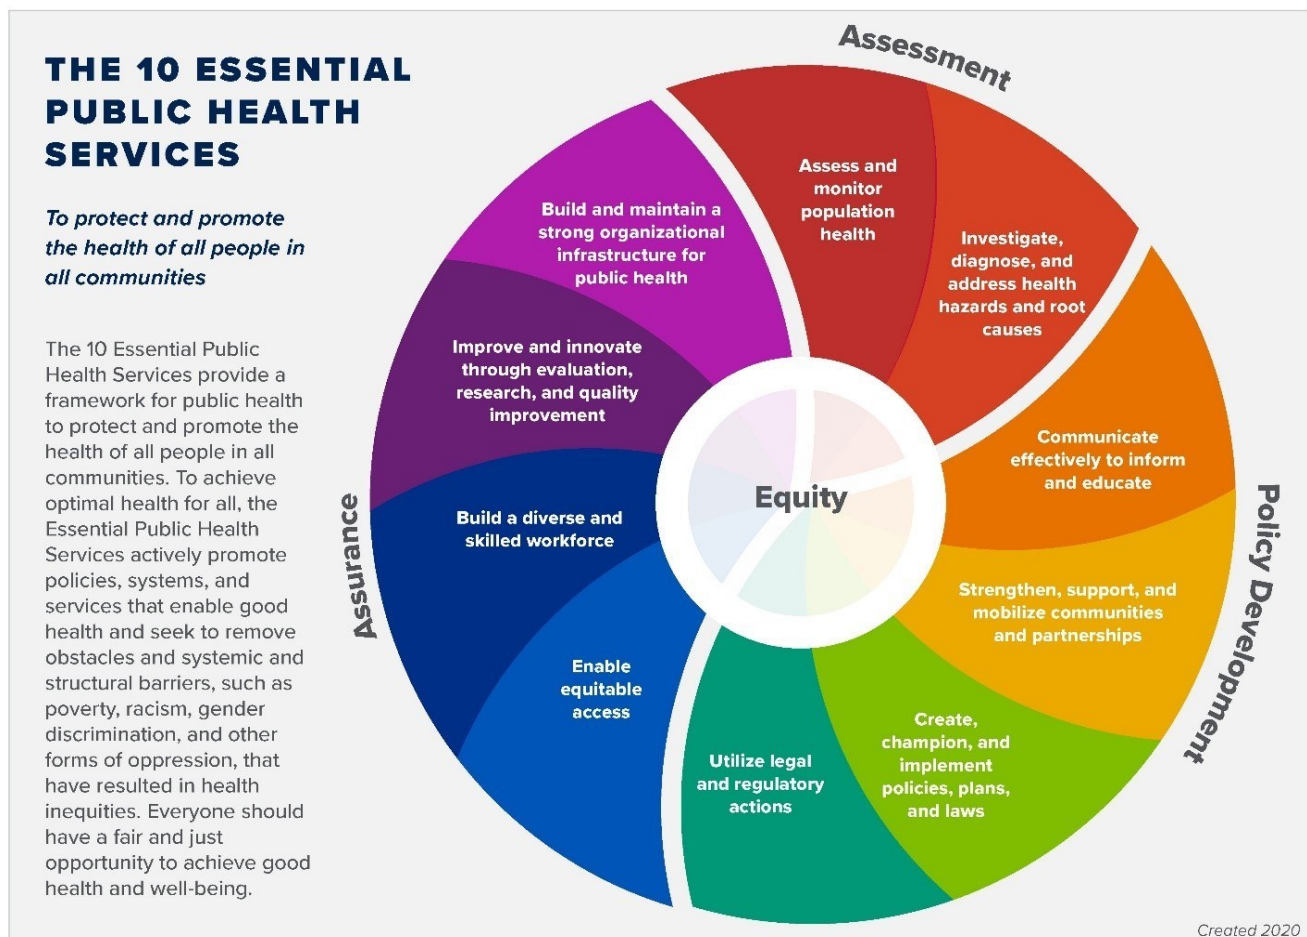 THE 10 ESSENTIAL
PUBLIC HEALTH
SERVICES
To protect and promote
the health of all people in
all communities
The 10 Essential Public
Health Services provide a
framework for public health
to protect and promote the
health of all people in all
communities. To achieve
optimal health for all, the
Essential Public Health
Services actively promote
policies, systems, and
services that enable good
health and seek to remove
obstacles and systemic and
structural barriers, such as
poverty, racism, gender
discrimination, and other
forms of oppression, that
have resulted in health
inequities. Everyone should
have a fair and just
opportunity to achieve good
health and well-being.
Assessment
Assess and
monitor
population
health
Investigate,
diagnose, and
address health
hazards and root
causes
Policy Development
Communicate
effectively to inform
and educate
Strengthen, support, and
mobilize communities
and partnerships
Create,
champion, and
implement
policies, plans,
and laws
Utilize legal
and regulatory
actions
Assurance
Enable
equitable
access
Build a diverse and
skilled workforce
Improve and innovate
through evaluation,
research, and quality
improvement
Build and maintain a
strong organizational
infrastructure for
public health
Equity
Created 2020